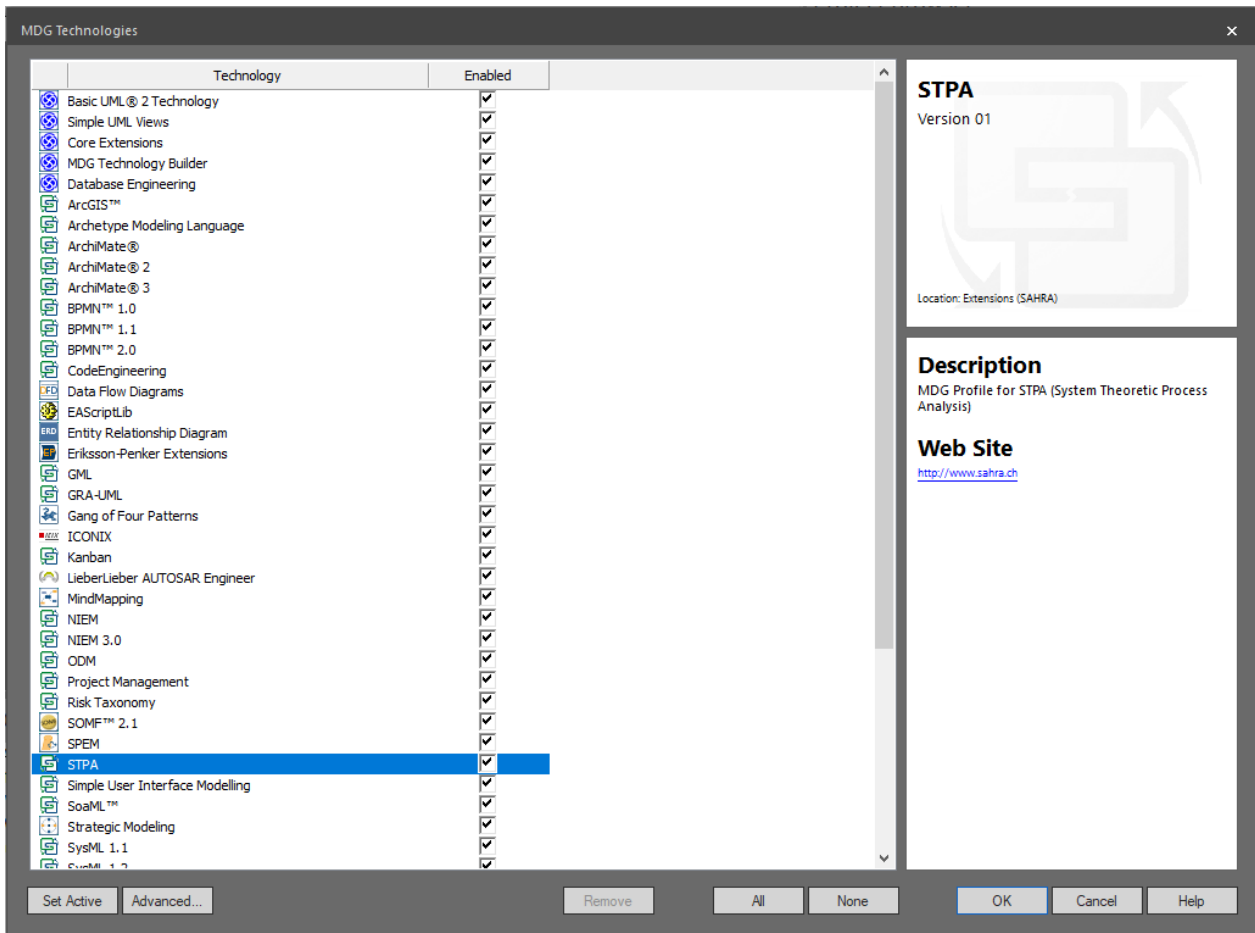 MDG Technologies
Technology Enabled
Basic UML® 2 Technology
Simple UML Views
Core Extensions
MDG Technology Builder
Database Engineering
ArcGIS™
Archetype Modeling Language
ArchiMate®
ArchiMate® 2
ArchiMate® 3
BPMN™ 1.0
BPMN™ 1.1
BPMN™ 2.0
CodeEngineering
DFD Data Flow Diagrams
EAScriptLib
ERD Entity Relationship Diagram
EP Eriksson-Penker Extensions
GML
GRA-UML
Gang of Four Patterns
ICONIX
Kanban
LieberLieber AUTOSAR Engineer
MindMapping
NIEM
NIEM 3.0
ODM
Project Management
Risk Taxonomy
SOMF™ 2.1
SPEM
STPA
Simple User Interface Modelling
SoaML™
Strategic Modeling
SysML 1.1
SysML 1.2
STPA
Version 01
Location: Extensions (SAHRA)
Description
MDG Profile for STPA (System Theoretic Process
Analysis)
Web Site
http://www.sahra.ch
Set Active Advanced... Remove All None OK Cancel Help